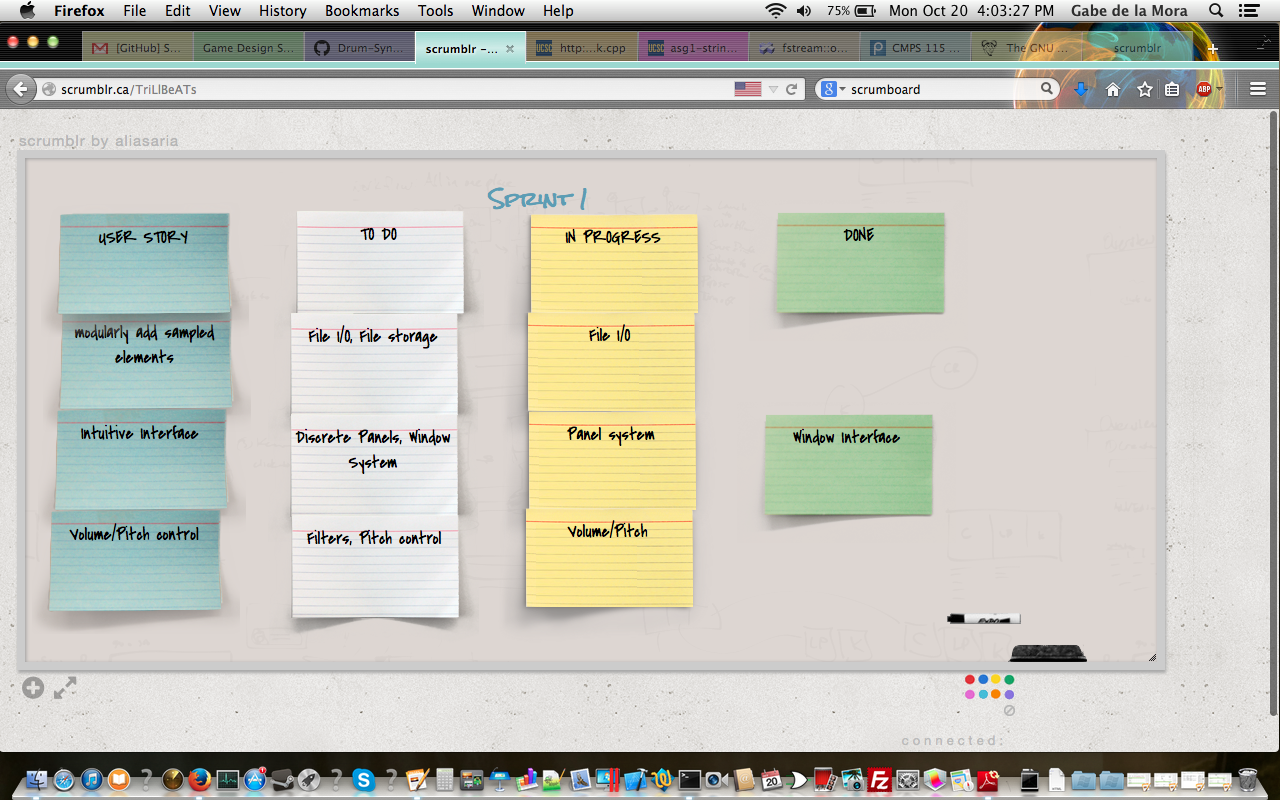 Firefox File Edit View History Bookmarks Tools Window Help 75% Mon Oct 20 4:03:27 PM Gabe de la Mora
[GitHub] S... Game Design S... Drum-Syn... scrumblr –... http:...k.cpp asg1-strin... fstream::o... CMPS 115 ... The GNU ... scrumblr
scrumblr.ca/TriLlBeATs scrumboard
scrumblr by aliasaria
Sprint 1
USER STORY
TO DO
IN PROGRESS
DONE
modularly add sampled
elements
File I/O, File storage
File I/O
Intuitive Interface
Discrete Panels, Window
System
Panel system
Window Interface
Volume/Pitch control
Filters, Pitch control
Volume/Pitch
connected: